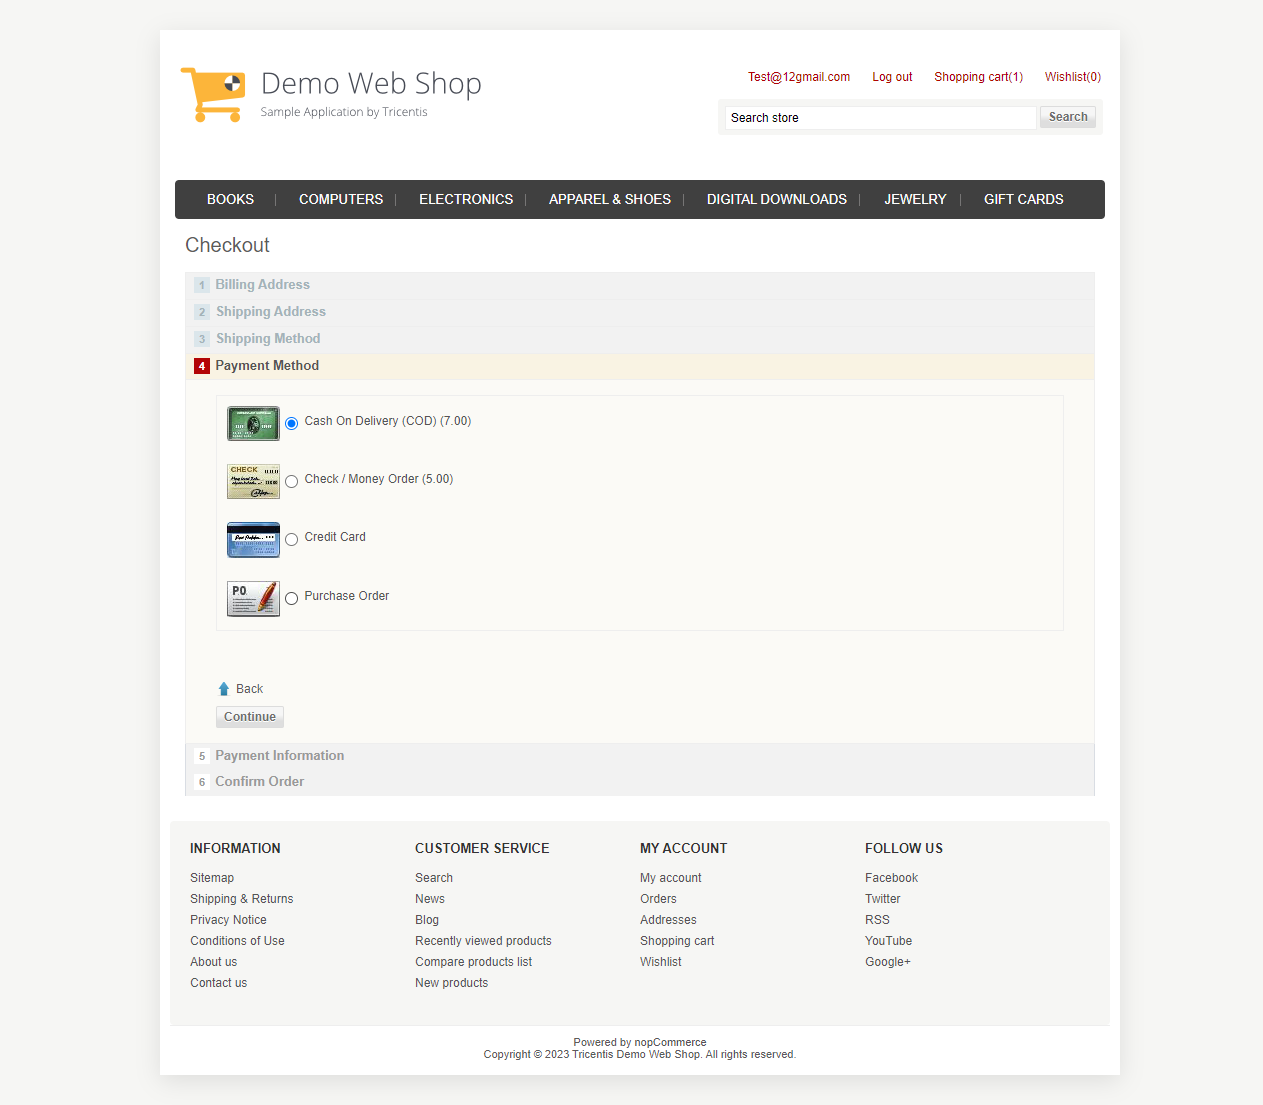 Demo Web Shop
Sample Application by Tricentis
Test@12gmail.com Log out Shopping cart(1) Wishlist(0)
Search store Search
BOOKS COMPUTERS ELECTRONICS APPAREL & SHOES DIGITAL DOWNLOADS JEWELRY GIFT CARDS
Checkout
1 Billing Address
2 Shipping Address
3 Shipping Method
4 Payment Method
Cash On Delivery (COD) (7.00)
CHECK
Check / Money Order (5.00)
Credit Card
PO
Purchase Order
Back
Continue
5 Payment Information
6 Confirm Order
INFORMATION
Sitemap
Shipping & Returns
Privacy Notice
Conditions of Use
About us
Contact us
CUSTOMER SERVICE
Search
News
Blog
Recently viewed products
Compare products list
New products
MY ACCOUNT
My account
Orders
Addresses
Shopping cart
Wishlist
FOLLOW US
Facebook
Twitter
RSS
YouTube
Google+
Powered by nopCommerce
Copyright © 2023 Tricentis Demo Web Shop. All rights reserved.